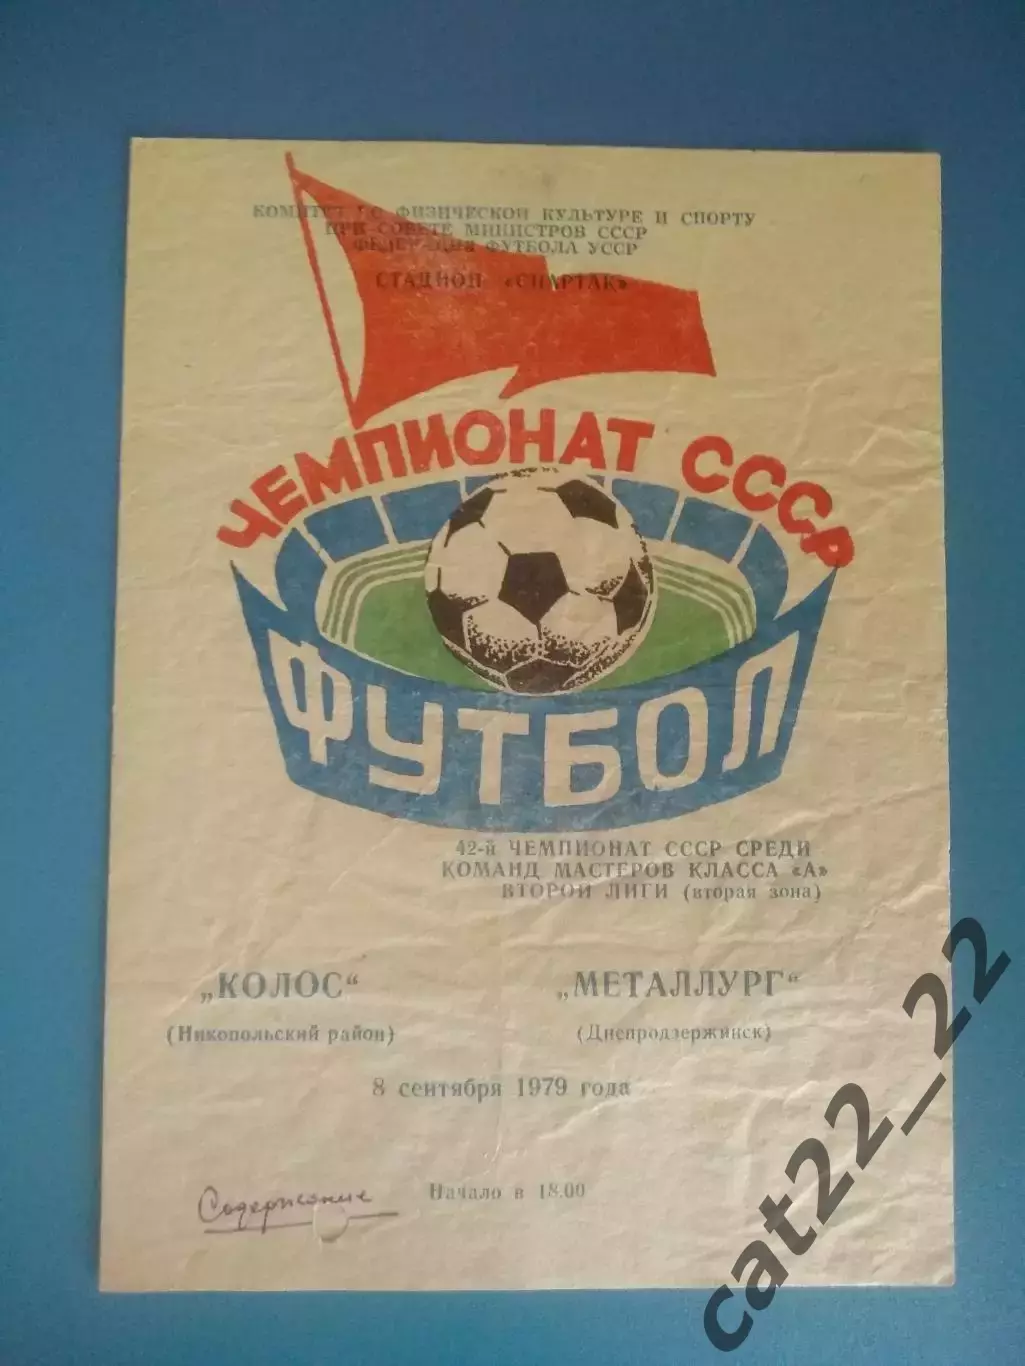 КОМИТЕТ ПО ФИЗИЧЕСКОЙ КУЛЬТУРЕ И СПОРТУ
ПРИ СОВЕТЕ МИНИСТРОВ СССР
ФЕДЕРАЦИЯ ФУТБОЛА УССР
СТАДИОН «СПАРТАК»
ЧЕМПИОНАТ СССР
ФУТБОЛ
42-й ЧЕМПИОНАТ СССР СРЕДИ
КОМАНД МАСТЕРОВ КЛАССА «А»
ВТОРОЙ ЛИГИ (вторая зона)
„КОЛОС“ „МЕТАЛЛУРГ“
(Никопольский район) (Днепродзержинск)
8 сентября 1979 года
Содержание Начало в 18.00
cat22_22